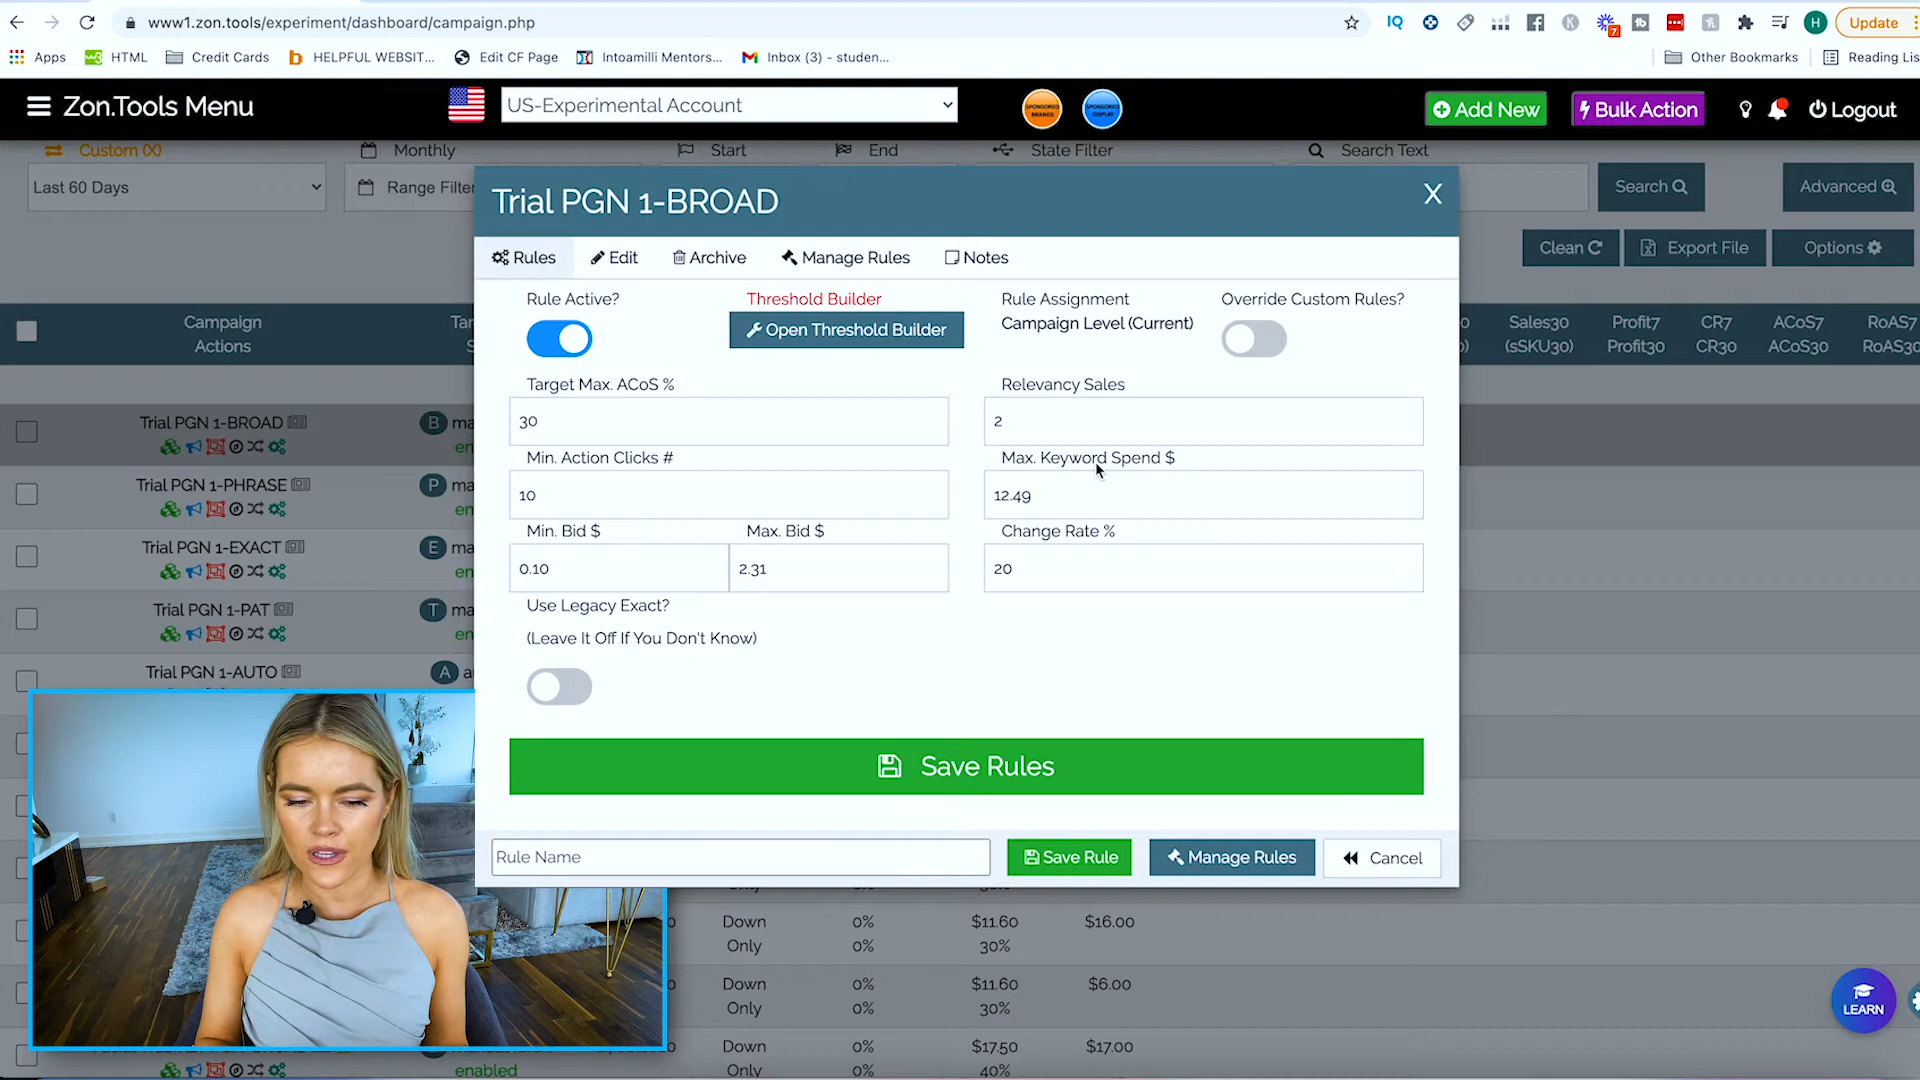 www1.zon.tools/experiment/dashboard/campaign.php
IQ
7
H
Update
Apps
HTML
Credit Cards
HELPFUL WEBSIT...
Edit CF Page
Intoamilli Mentors...
Inbox (3) - studen...
Other Bookmarks
Reading Lis
Zon.Tools Menu
US-Experimental Account
SPONSORED BRANDS
SPONSORED DISPLAY
Add New
Bulk Action
Logout
Custom (X)
Monthly
Start
End
State Filter
Search Text
Last 60 Days
Range Filter
Search
Advanced
Clean
Export File
Options
Campaign
Actions
Sales30
(sSKU30)
Profit7
Profit30
CR7
CR30
ACoS7
ACoS30
RoAS7
RoAS30
Trial PGN 1-BROAD
B
Trial PGN 1-PHRASE
P
Trial PGN 1-EXACT
E
Trial PGN 1-PAT
T
Trial PGN 1-AUTO
A
Trial PGN 1-BROAD
X
Rules
Edit
Archive
Manage Rules
Notes
Rule Active?
Threshold Builder
Open Threshold Builder
Rule Assignment
Campaign Level (Current)
Override Custom Rules?
Target Max. ACoS %
30
Relevancy Sales
2
Min. Action Clicks #
10
Max. Keyword Spend $
12.49
Min. Bid $
0.10
Max. Bid $
2.31
Change Rate %
20
Use Legacy Exact?
(Leave It Off If You Don't Know)
Save Rules
Rule Name
Save Rule
Manage Rules
Cancel
Down
Only
0%
0%
$11.60
30%
$16.00
Down
Only
0%
0%
$11.60
30%
$6.00
Down
Only
0%
0%
$17.50
40%
$17.00
enabled
LEARN